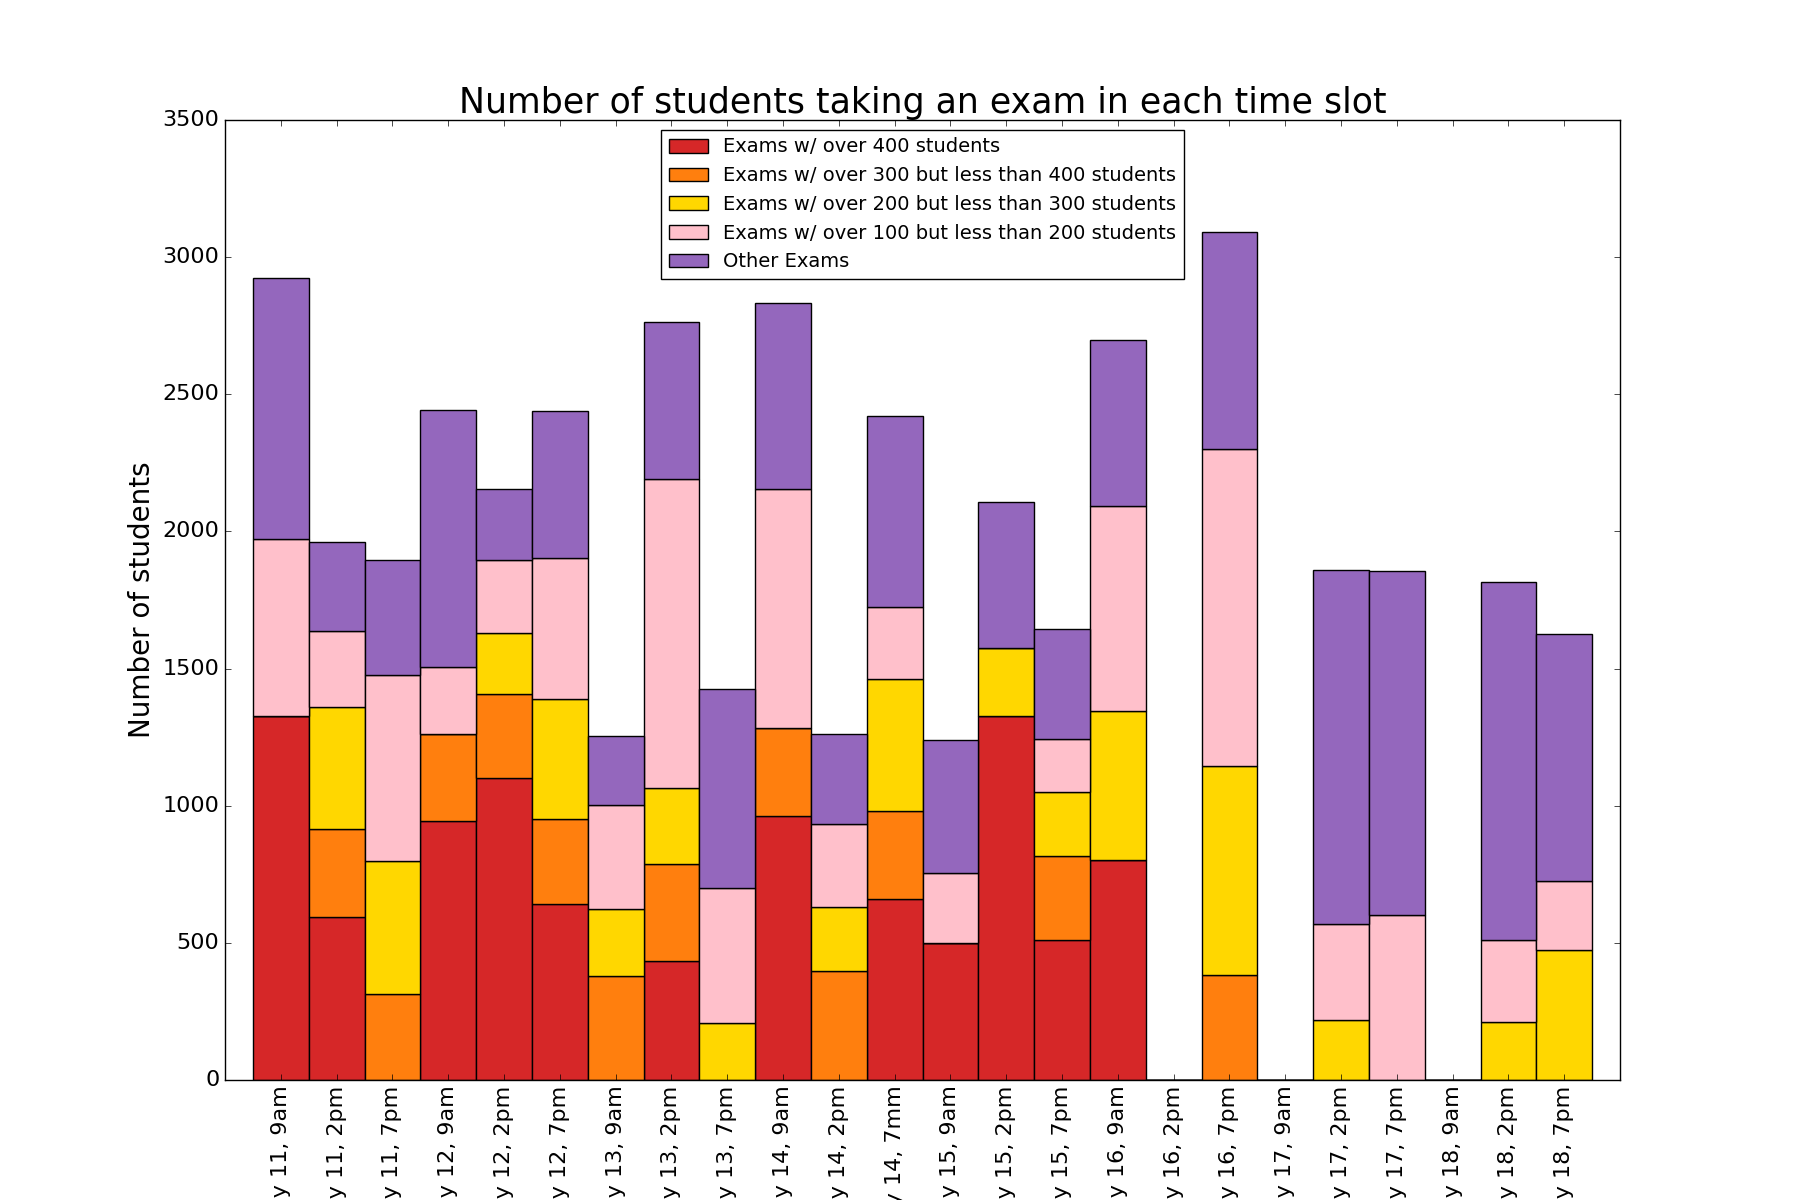 Number of students taking an exam in each time slot
Exams w/ over 400 students
Exams w/ over 300 but less than 400 students
Exams w/ over 200 but less than 300 students
Exams w/ over 100 but less than 200 students
Other Exams
Number of students
3500
3000
2500
2000
1500
1000
500
0
y 11, 9am
y 11, 2pm
y 11, 7pm
y 12, 9am
y 12, 2pm
y 12, 7pm
y 13, 9am
y 13, 2pm
y 13, 7pm
y 14, 9am
y 14, 2pm
y 14, 7mm
y 15, 9am
y 15, 2pm
y 15, 7pm
y 16, 9am
y 16, 2pm
y 16, 7pm
y 17, 9am
y 17, 2pm
y 17, 7pm
y 18, 9am
y 18, 2pm
y 18, 7pm